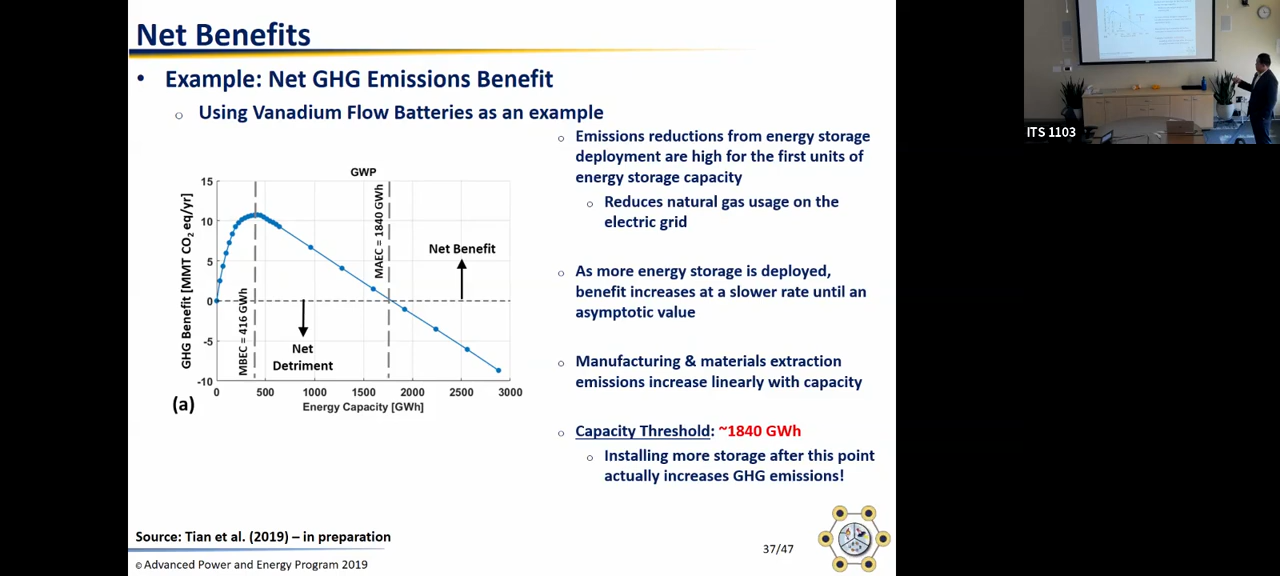 Net Benefits
• Example: Net GHG Emissions Benefit
○ Using Vanadium Flow Batteries as an example
GWP
GHG Benefit [MMT CO2 eq/yr]
15
10
5
0
-5
-10
MBEC = 416 GWh
MAEC = 1840 GWh
Net Benefit
Net
Detriment
0 500 1000 1500 2000 2500 3000
Energy Capacity [GWh]
(a)
○ Emissions reductions from energy storage
deployment are high for the first units of
energy storage capacity
○ Reduces natural gas usage on the
electric grid
○ As more energy storage is deployed,
benefit increases at a slower rate until an
asymptotic value
○ Manufacturing & materials extraction
emissions increase linearly with capacity
○ Capacity Threshold: ~1840 GWh
○ Installing more storage after this point
actually increases GHG emissions!
Source: Tian et al. (2019) – in preparation
© Advanced Power and Energy Program 2019
37/47
ITS 1103